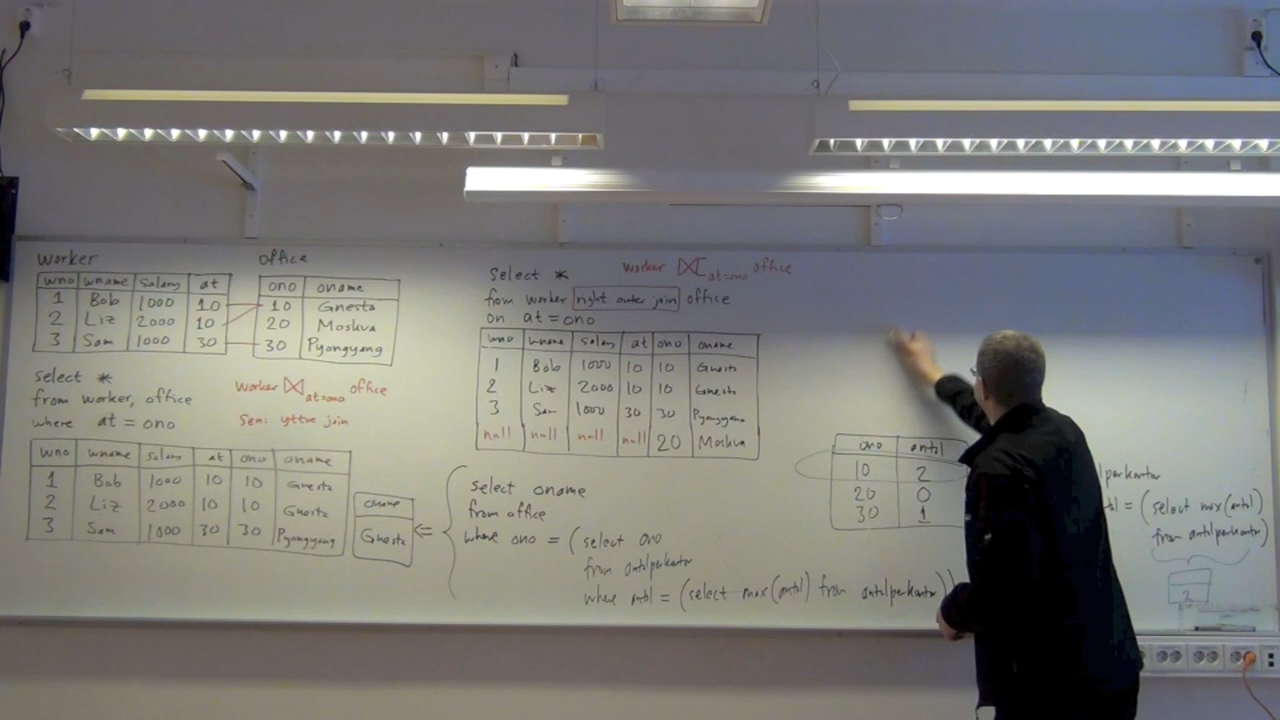 worker
wno wname salary at
1 Bob 1000 10
2 Liz 2000 10
3 Sam 1000 30
office
ono oname
10 Gnesta
20 Moskva
30 Pyongyang
select *
from worker, office
where at = ono
worker ⋈ at=ono office
Sen: yttre join
wno wname salary at ono oname
1 Bob 1000 10 10 Gnesta
2 Liz 2000 10 10 Gnesta
3 Sam 1000 30 30 Pyongyang
oname
Gnesta
⇐
select oname
from office
where ono = (select ono
from antalperkontor
where antal = (select max(antal) from antalperkontor))
select *
from worker right outer join office
on at = ono
worker ⋈ at=ono office
wno wname salary at ono oname
1 Bob 1000 10 10 Gnesta
2 Liz 2000 10 10 Gnesta
3 Sam 1000 30 30 Pyongyang
null null null null 20 Moskva
ono antal
10 2
20 0
30 1
lperkontor
= (select max(antal)
from antalperkontor)
2